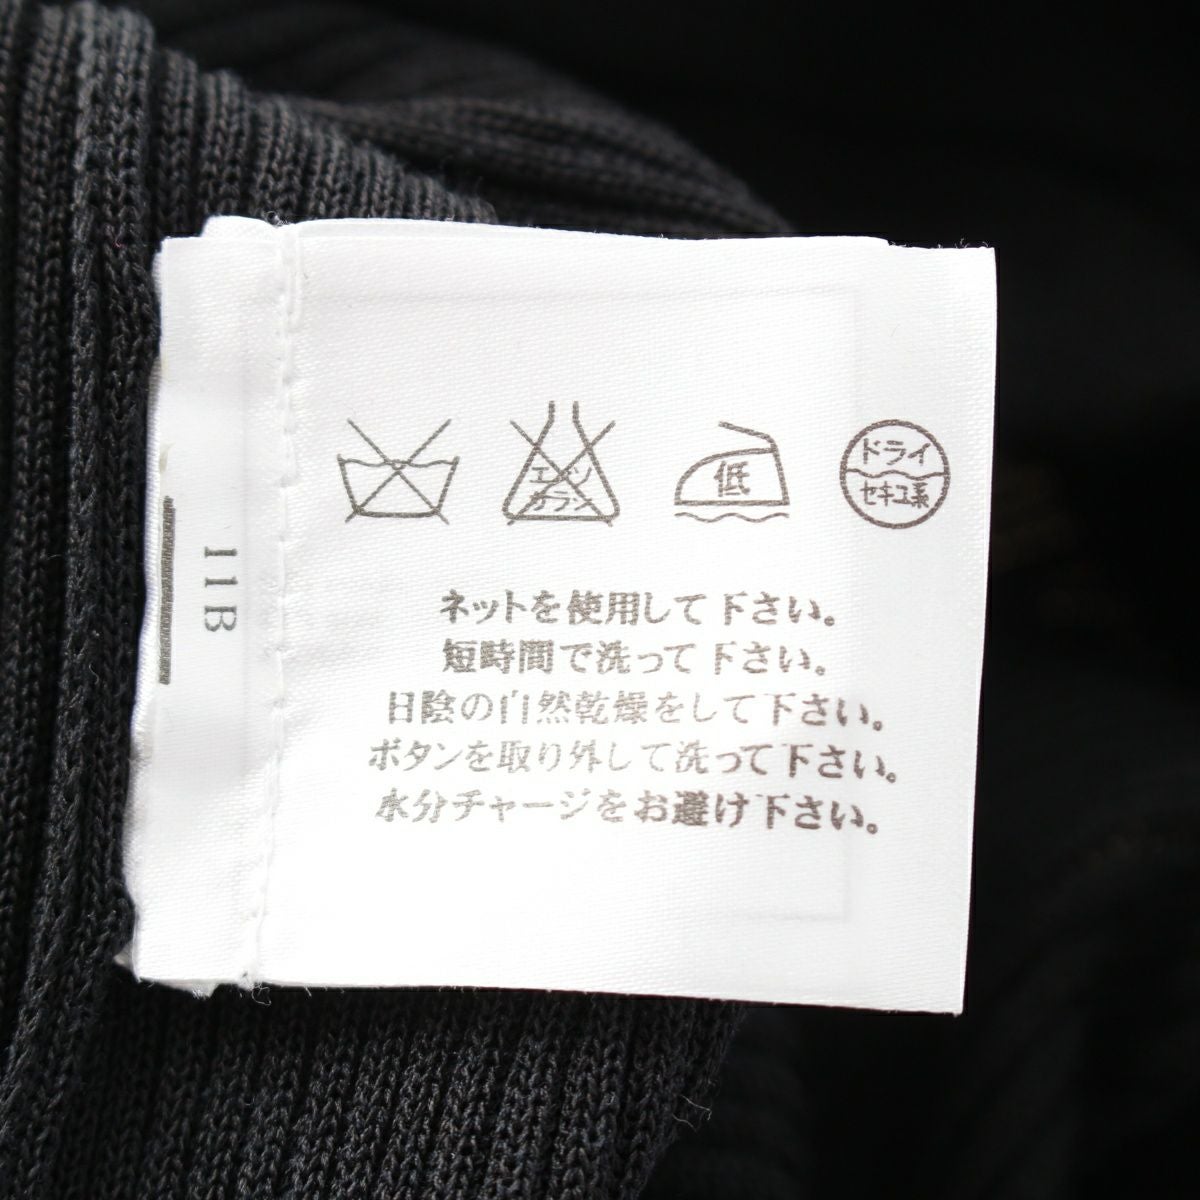 エンソ
サラシ
低
ドライ
セキユ系
ネットを使用して下さい。
短時間で洗って下さい。
日陰の自然乾燥をして下さい。
ボタンを取り外して洗って下さい。
水分チャージをお避け下さい。
11B